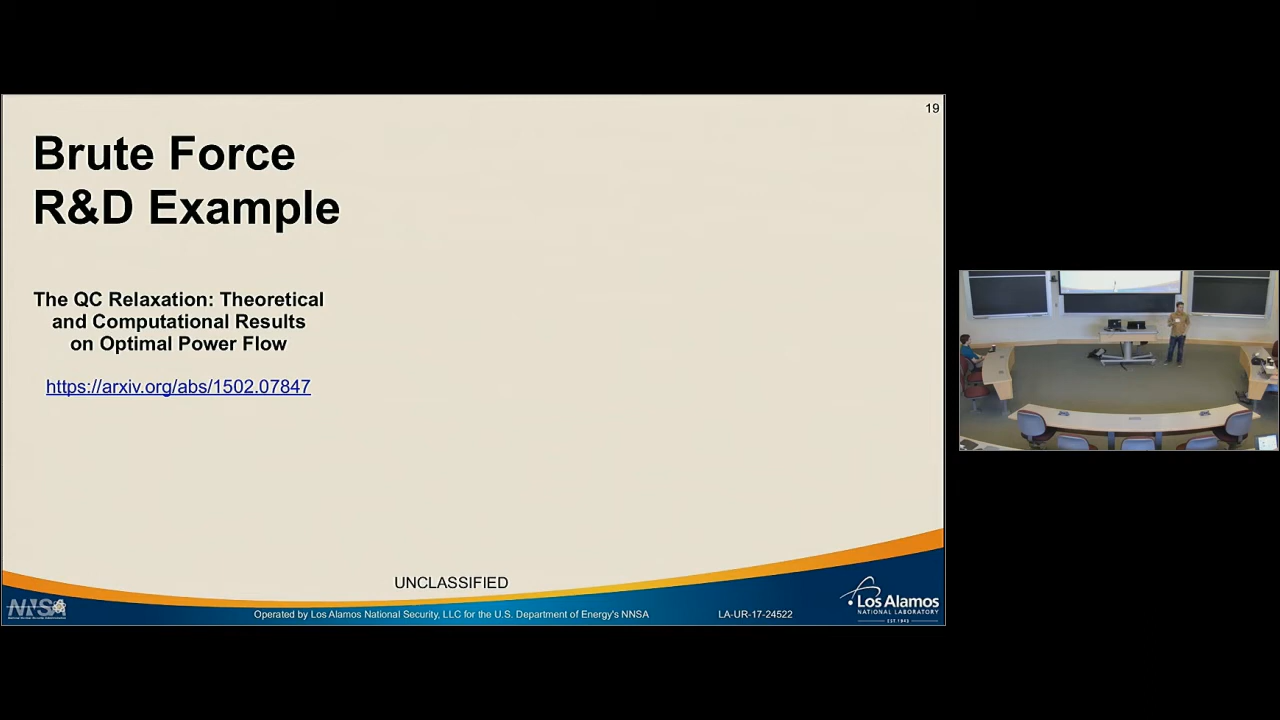 19
Brute Force
R&D Example
The QC Relaxation: Theoretical
and Computational Results
on Optimal Power Flow
https://arxiv.org/abs/1502.07847
UNCLASSIFIED
NNSA
Operated by Los Alamos National Security, LLC for the U.S. Department of Energy's NNSA
LA-UR-17-24522
Los Alamos
NATIONAL LABORATORY
EST. 1943